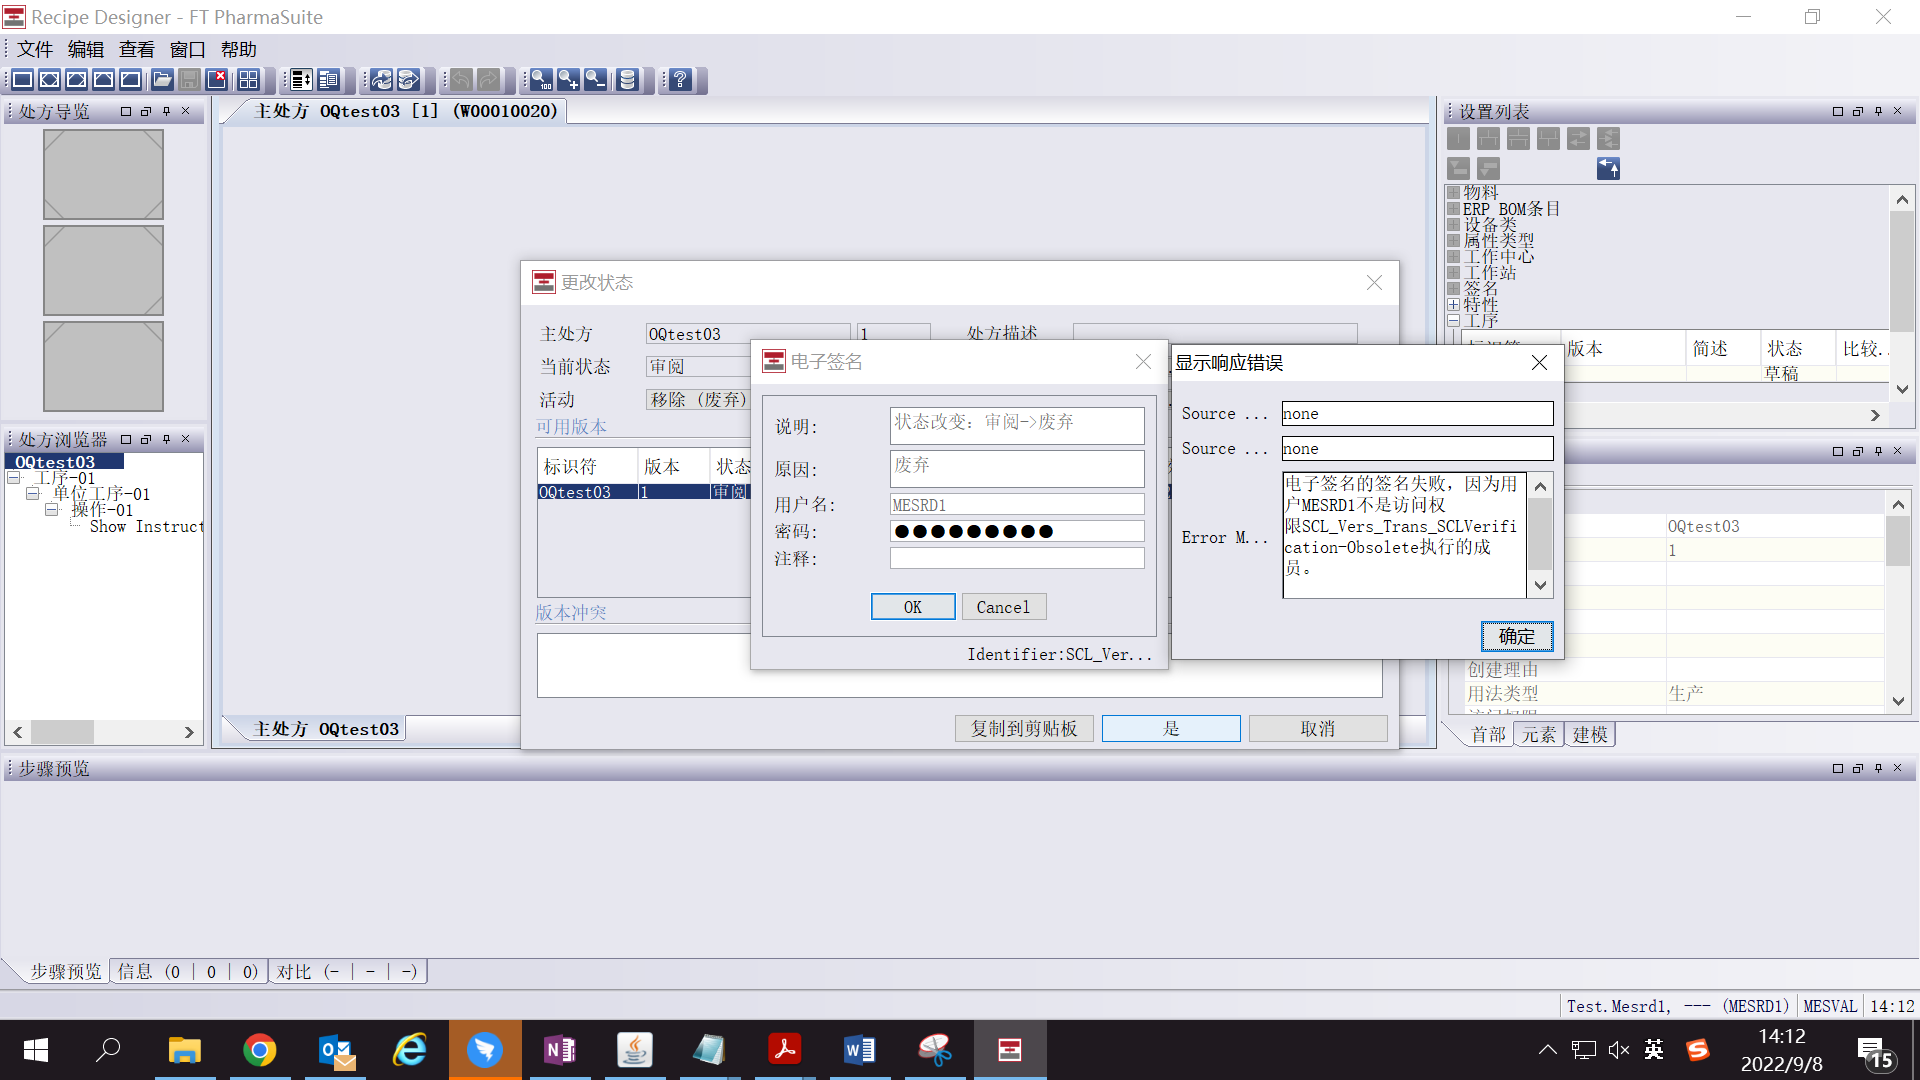 Recipe Designer - FT PharmaSuite
文件 编辑 查看 窗口 帮助
处方导览
主处方 OQtest03 [1] (W00010020)
设置列表
物料
ERP BOM条目
设备类
属性类型
工作中心
工作站
签名
特性
工序
版本 简述 状态 比较.
草稿
处方浏览器
OQtest03
工序-01
单位工序-01
操作-01
Show Instruct
更改状态
主处方 OQtest03 1 处方描述
当前状态 审阅
活动 移除 (废弃)
可用版本
标识符 版本 状态
OQtest03 1 审阅
版本冲突
复制到剪贴板 是 取消
电子签名
说明: 状态改变: 审阅->废弃
原因: 废弃
用户名: MESRD1
密码: ●●●●●●●●●
注释:
OK Cancel
Identifier:SCL_Ver...
显示响应错误
Source ... none
Source ... none
Error M...
电子签名的签名失败，因为用
户MESRD1不是访问权
限SCL_Vers_Trans_SCLVerifi
cation-Obsolete执行的成
员。
确定
OQtest03
1
创建理由
用法类型 生产
首部 元素 建模
主处方 OQtest03
步骤预览
步骤预览 信息 (0 | 0 | 0) 对比 (- | - | -)
Test.Mesrd1, --- (MESRD1) MESVAL 14:12
英
14:12
2022/9/8
15